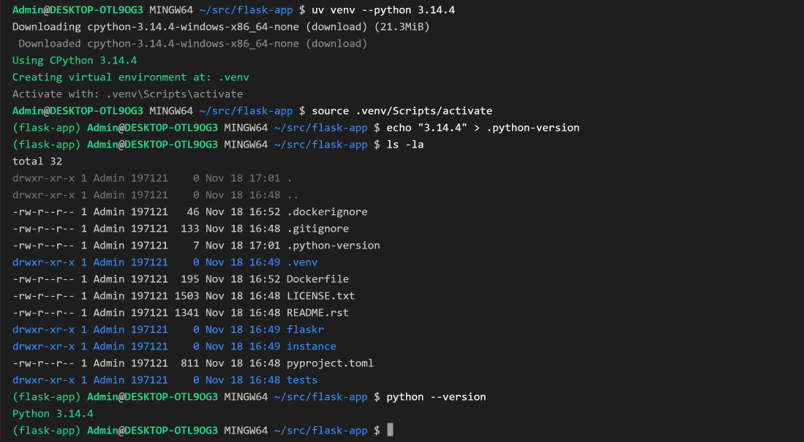 Admin@DESKTOP-OTL9OG3 MINGW64 ~/src/flask-app $ uv venv --python 3.14.4
Downloading cpython-3.14.4-windows-x86_64-none (download) (21.3MiB)
 Downloaded cpython-3.14.4-windows-x86_64-none (download)
Using CPython 3.14.4
Creating virtual environment at: .venv
Activate with: .venv\Scripts\activate
Admin@DESKTOP-OTL9OG3 MINGW64 ~/src/flask-app $ source .venv/Scripts/activate
(flask-app) Admin@DESKTOP-OTL9OG3 MINGW64 ~/src/flask-app $ echo "3.14.4" > .python-version
(flask-app) Admin@DESKTOP-OTL9OG3 MINGW64 ~/src/flask-app $ ls -la
total 32
drwxr-xr-x 1 Admin 197121    0 Nov 18 17:01 .
drwxr-xr-x 1 Admin 197121    0 Nov 18 16:48 ..
-rw-r--r-- 1 Admin 197121   46 Nov 18 16:52 .dockerignore
-rw-r--r-- 1 Admin 197121  133 Nov 18 16:48 .gitignore
-rw-r--r-- 1 Admin 197121    7 Nov 18 17:01 .python-version
drwxr-xr-x 1 Admin 197121    0 Nov 18 16:49 .venv
-rw-r--r-- 1 Admin 197121  195 Nov 18 16:52 Dockerfile
-rw-r--r-- 1 Admin 197121 1503 Nov 18 16:48 LICENSE.txt
-rw-r--r-- 1 Admin 197121 1341 Nov 18 16:48 README.rst
drwxr-xr-x 1 Admin 197121    0 Nov 18 16:49 flaskr
drwxr-xr-x 1 Admin 197121    0 Nov 18 16:49 instance
-rw-r--r-- 1 Admin 197121  811 Nov 18 16:48 pyproject.toml
drwxr-xr-x 1 Admin 197121    0 Nov 18 16:48 tests
(flask-app) Admin@DESKTOP-OTL9OG3 MINGW64 ~/src/flask-app $ python --version
Python 3.14.4
(flask-app) Admin@DESKTOP-OTL9OG3 MINGW64 ~/src/flask-app $